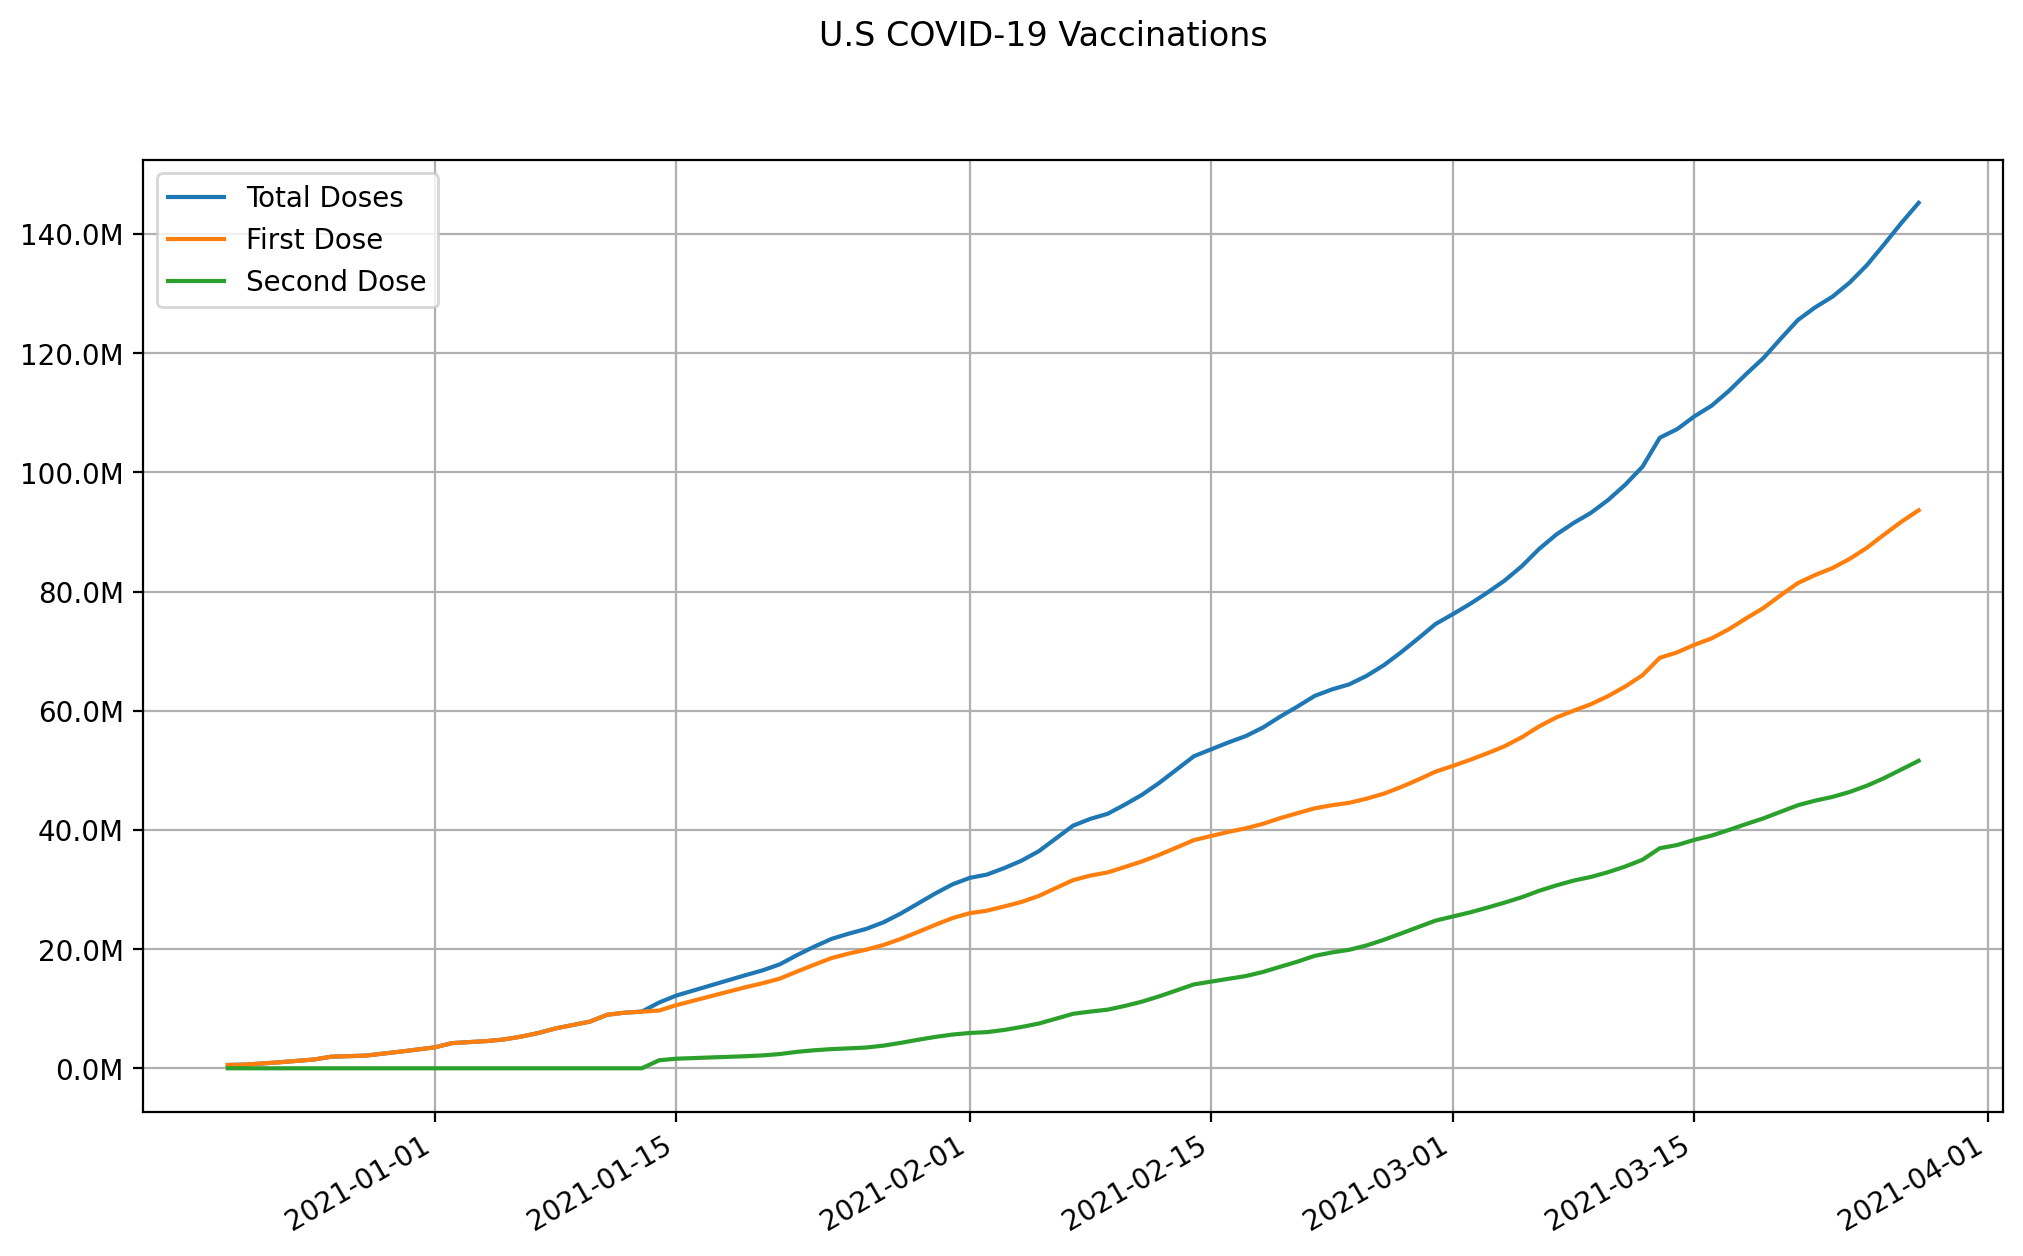 U.S COVID-19 Vaccinations
Total Doses
First Dose
Second Dose
140.0M
120.0M
100.0M
80.0M
60.0M
40.0M
20.0M
0.0M
2021-01-01
2021-01-15
2021-02-01
2021-02-15
2021-03-01
2021-03-15
2021-04-01